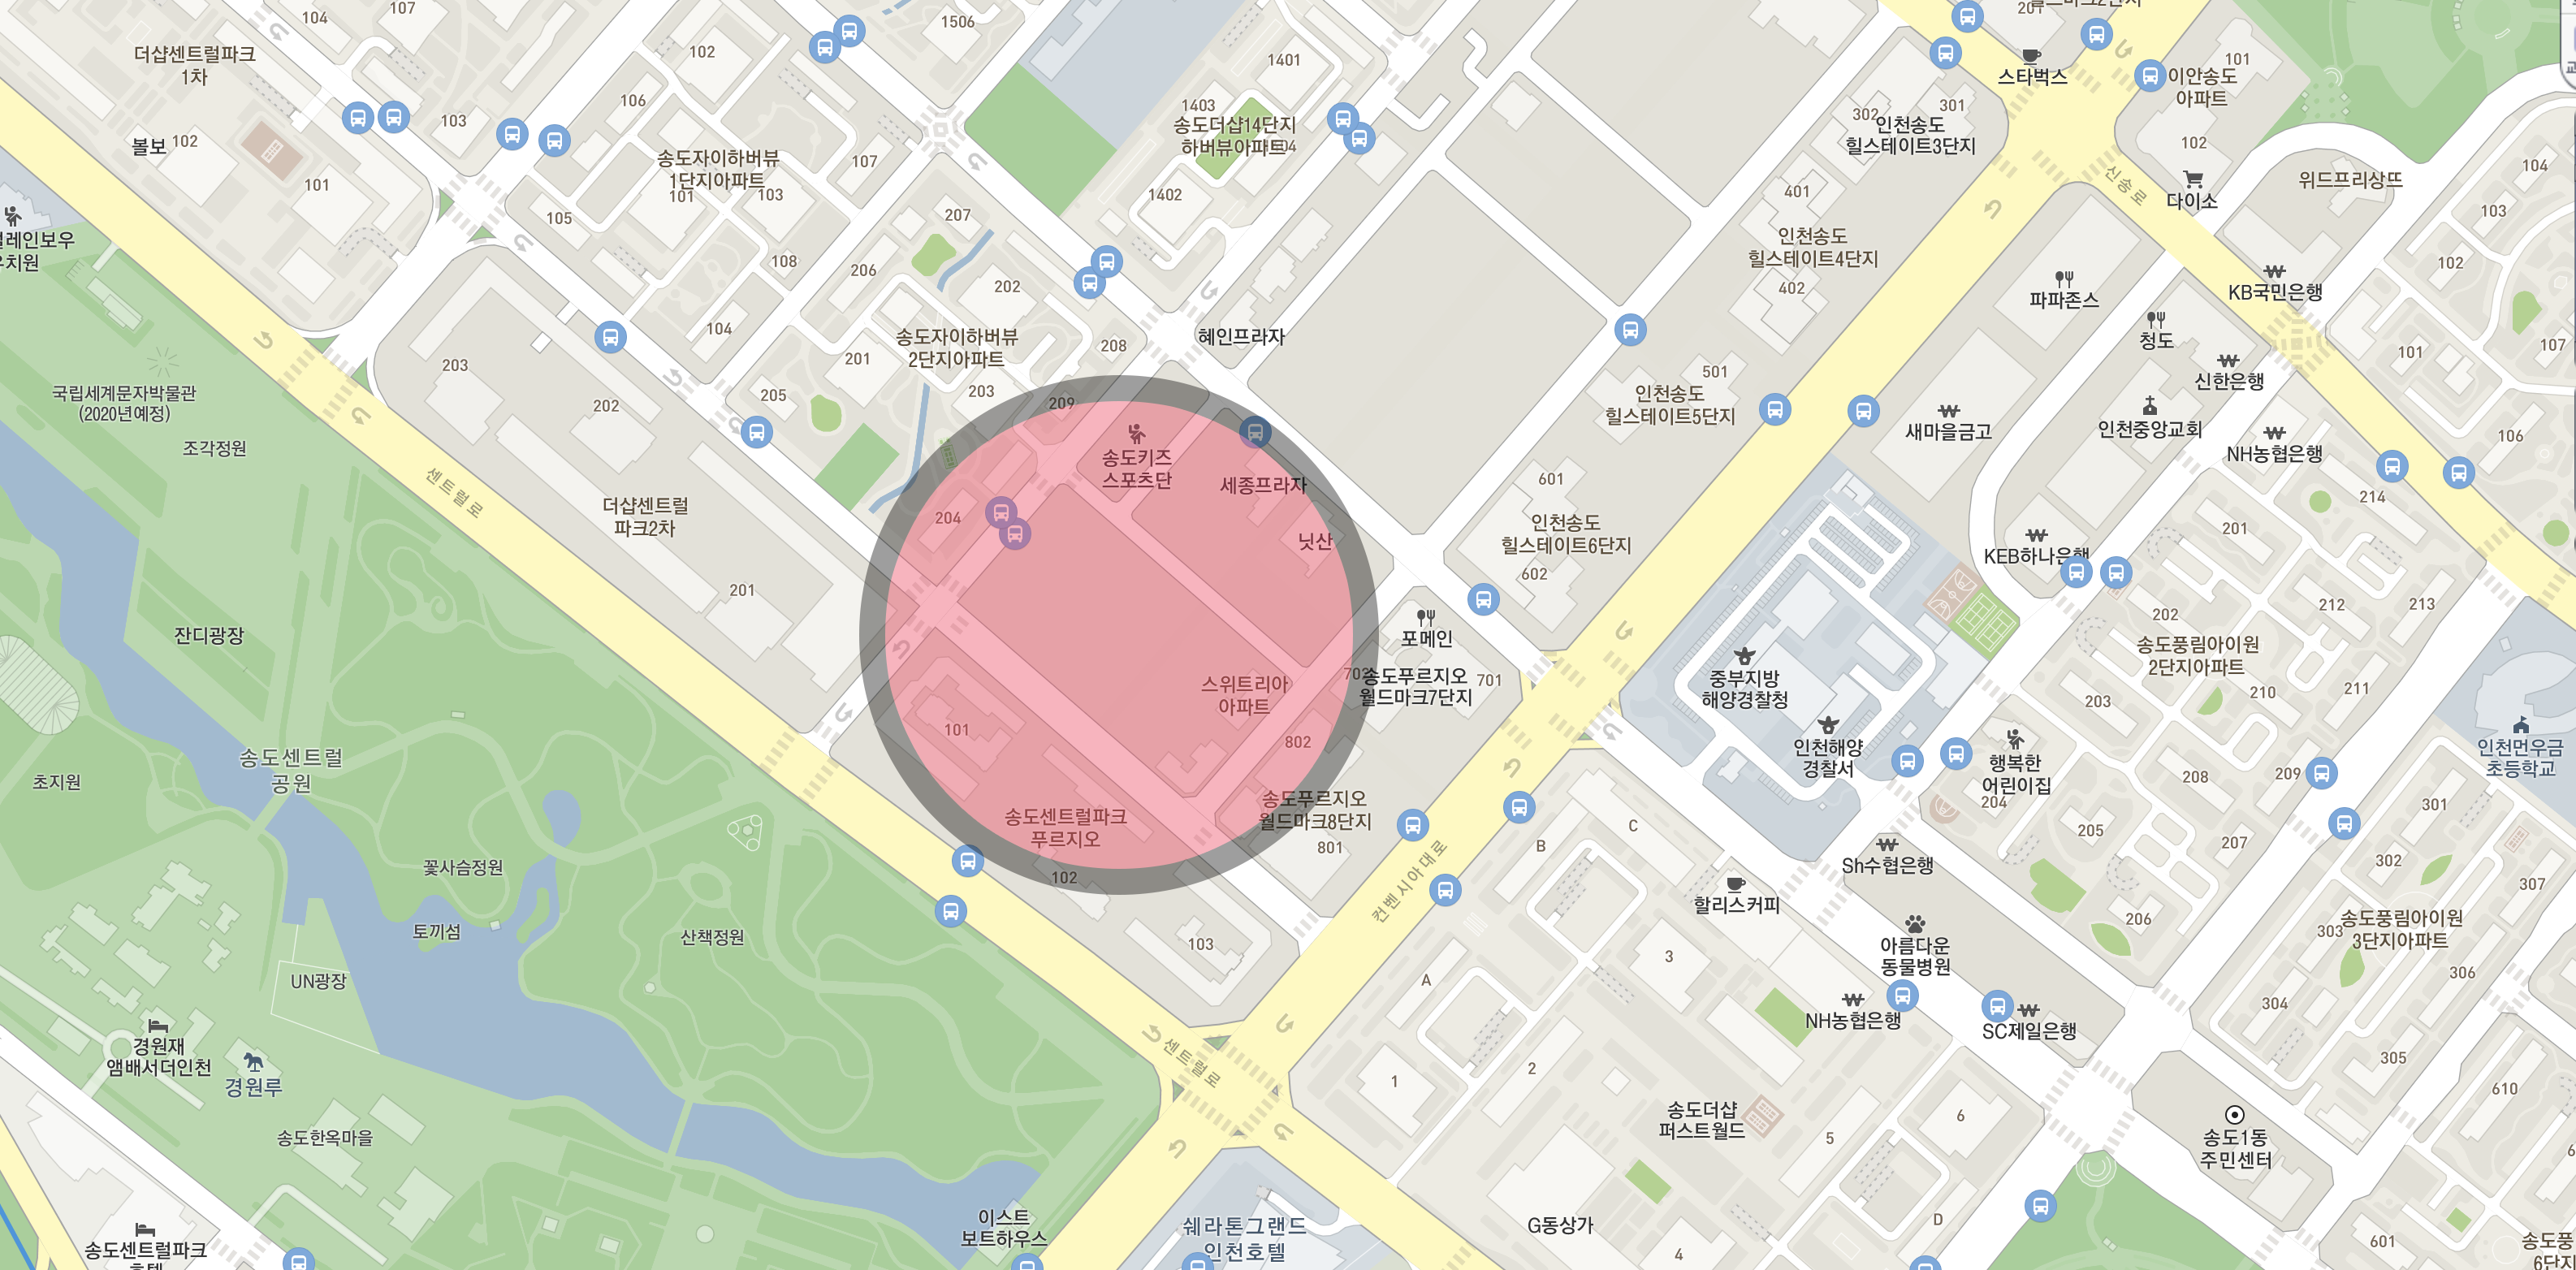 104
107
더샵센트럴파크
1차
볼보
102
103
101
102
106
송도자이하버뷰
1단지아파트
101
103
107
105
108
104
1506
1401
1403
송도더샵14단지
하버뷰아파트
1402
207
206
202
송도자이하버뷰
2단지아파트
208
201
205
203
209
혜인프라자
스타벅스
이안송도
아파트
101
102
302
301
인천송도
힐스테이트3단지
401
인천송도
힐스테이트4단지
402
신송로
다이소
위드프리상뜨
104
103
102
파파존스
KB국민은행
청도
신한은행
101
107
106
203
202
국립세계문자박물관
(2020년예정)
조각정원
센트럴로
더샵센트럴
파크2차
201
송도키즈
스포츠단
세종프라자
204
닛산
501
인천송도
힐스테이트5단지
601
인천송도
힐스테이트6단지
602
새마을금고
인천중앙교회
NH농협은행
214
201
KEB하나은행
202
212
213
송도풍림아이원
2단지아파트
203
210
211
포메인
송도푸르지오
월드마크7단지
701
스위트리아
아파트
101
802
중부지방
해양경찰청
인천해양
경찰서
행복한
어린이집
204
208
209
인천먼우금
초등학교
205
207
301
잔디광장
송도센트럴
공원
초지원
꽃사슴정원
토끼섬
산책정원
UN광장
송도센트럴파크
푸르지오
102
103
송도푸르지오
월드마크8단지
801
컨벤시아대로
C
B
A
Sh수협은행
할리스커피
206
302
307
송도풍림아이원
3단지아파트
303
306
아름다운
동물병원
3
NH농협은행
SC제일은행
304
305
경원재
앰배서더인천
경원루
송도한옥마을
센트럴로
1
2
송도더샵
퍼스트월드
6
5
610
송도1동
주민센터
송도센트럴파크
이스트
보트하우스
쉐라톤그랜드
인천호텔
G동상가
4
D
601